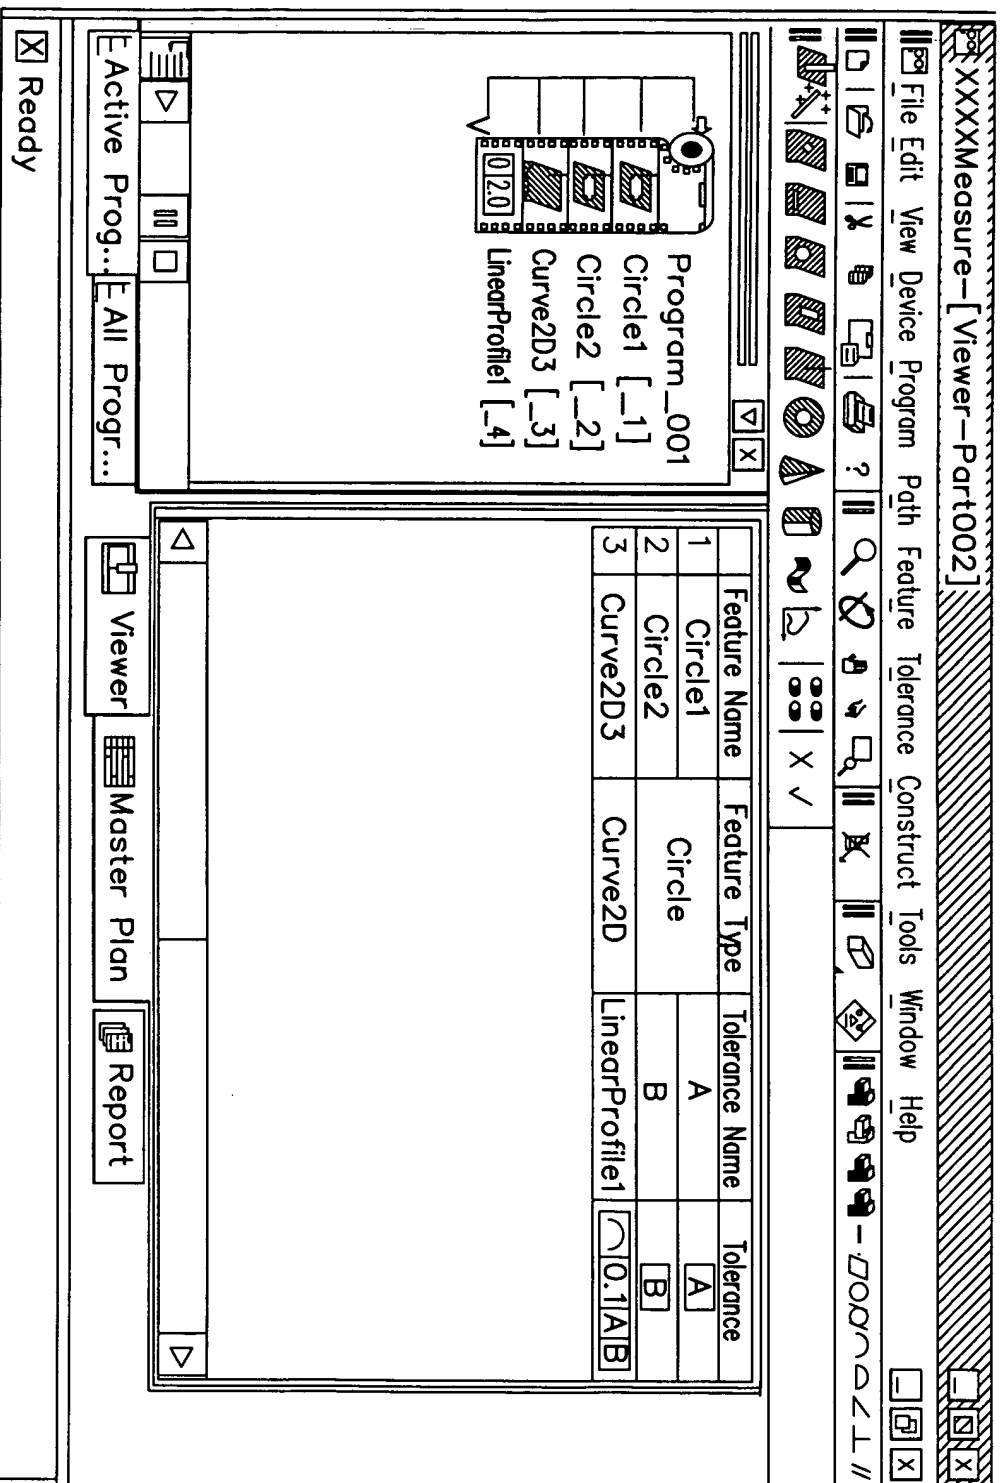 XXXXMeasure-[Viewer-Part002]
File Edit View Device Program Path Feature Tolerance Construct Tools Window Help
?
Program_001
Circle1 [_1]
Circle2 [_2]
Curve2D3 [_3]
0 2.0 LinearProfile1 [_4]
Active Prog... All Progr...
Feature Name Feature Type Tolerance Name Tolerance
1 Circle1 Circle A A
2 Circle2 B B
3 Curve2D3 Curve2D LinearProfile1 ⌒ 0.1 A B
Viewer Master Plan Report
X Ready